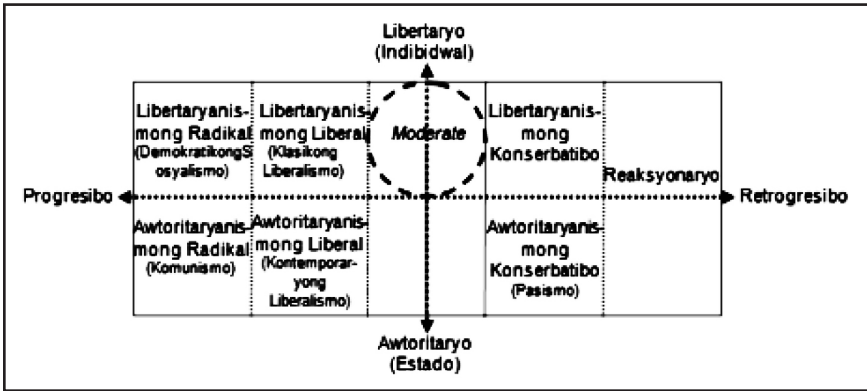 Libertaryo
(Indibidwal)
Libertaryanis-
mong Radikal
(DemokratikongS
osyalismo)
Libertaryanis-
mong Liberal
(Klasikong
Liberalismo)
Moderate
Libertaryanis-
mong
Konserbatibo
Reaksyonaryo
Progresibo
Retrogresibo
Awtoritaryanis-
mong Radikal
(Komunismo)
Awtoritaryanis-
mong Liberal
(Kontemporar-
yong
Liberalismo)
Awtoritaryanis-
mong
Konserbatibo
(Pasismo)
Awtoritaryo
(Estado)